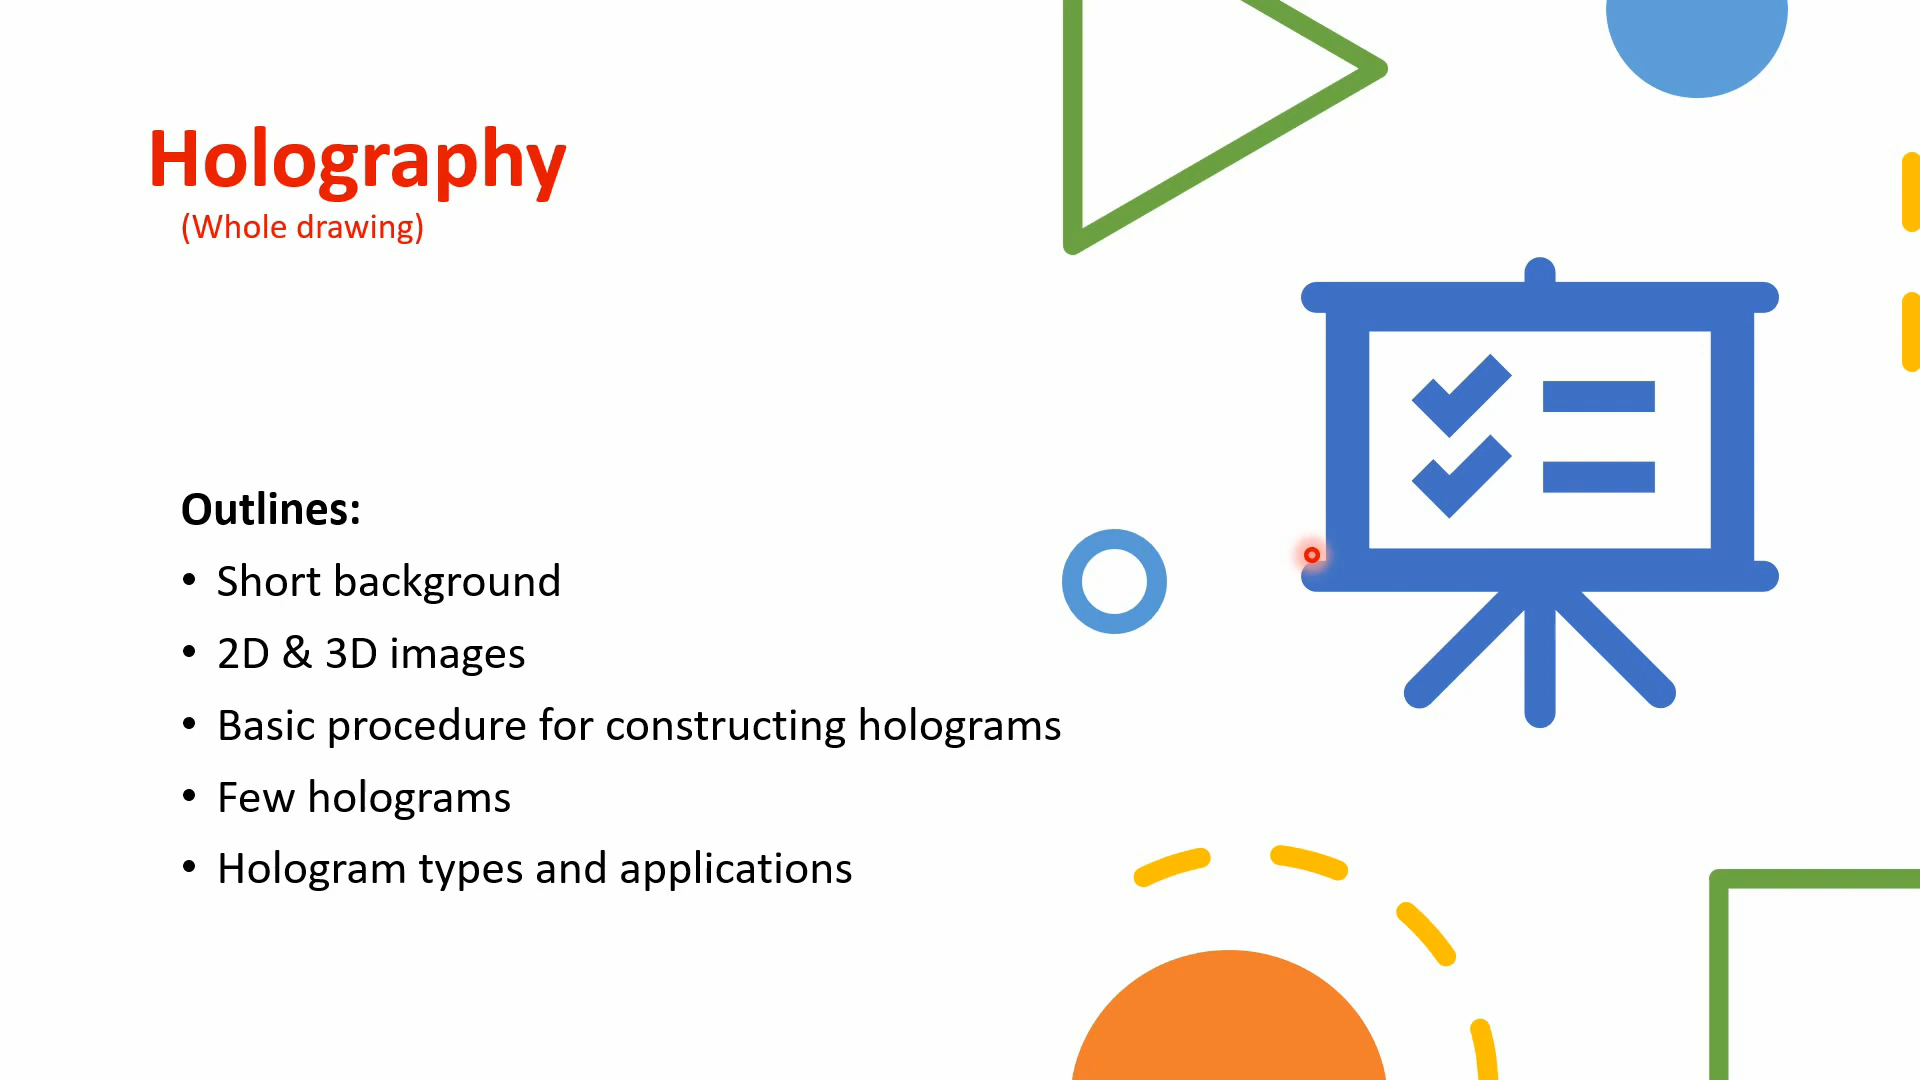 Holography
(Whole drawing)
Outlines:
• Short background
• 2D & 3D images
• Basic procedure for constructing holograms
• Few holograms
• Hologram types and applications